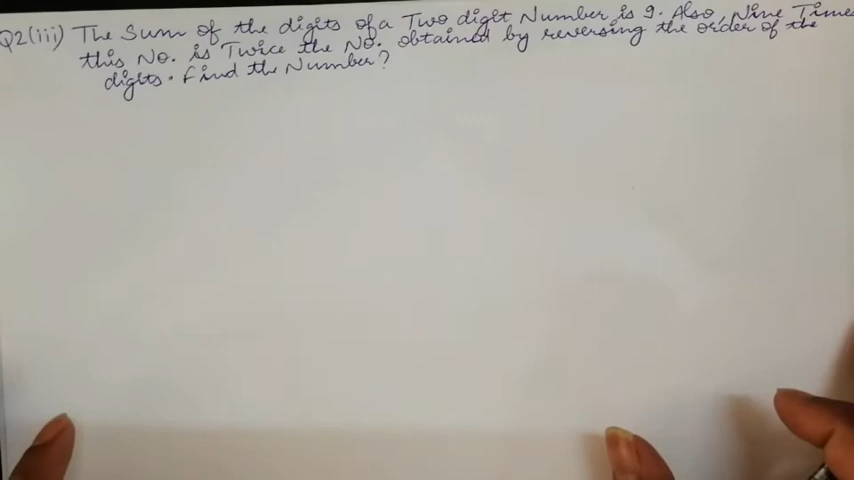 Q2(iii) The Sum of the digits of a Two digit Number is 9. Also, Nine Times
this No. is Twice the No. obtained by reversing the order of the
digits. Find the Number?